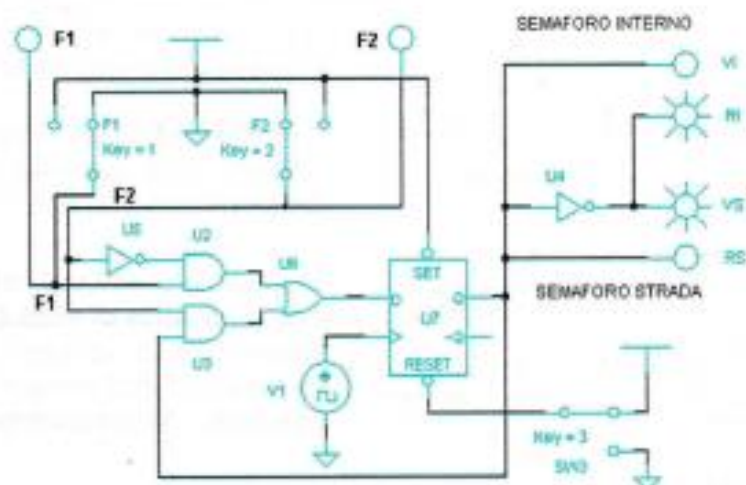 F1
F2
SEMAFORO INTERNO
VI
RI
F1
Key = 1
F2
Key = 2
F2
U4
VS
U5
U2
U6
SET
RS
F1
U7
SEMAFORO STRADA
U3
V1
RESET
Key = 3
SW3